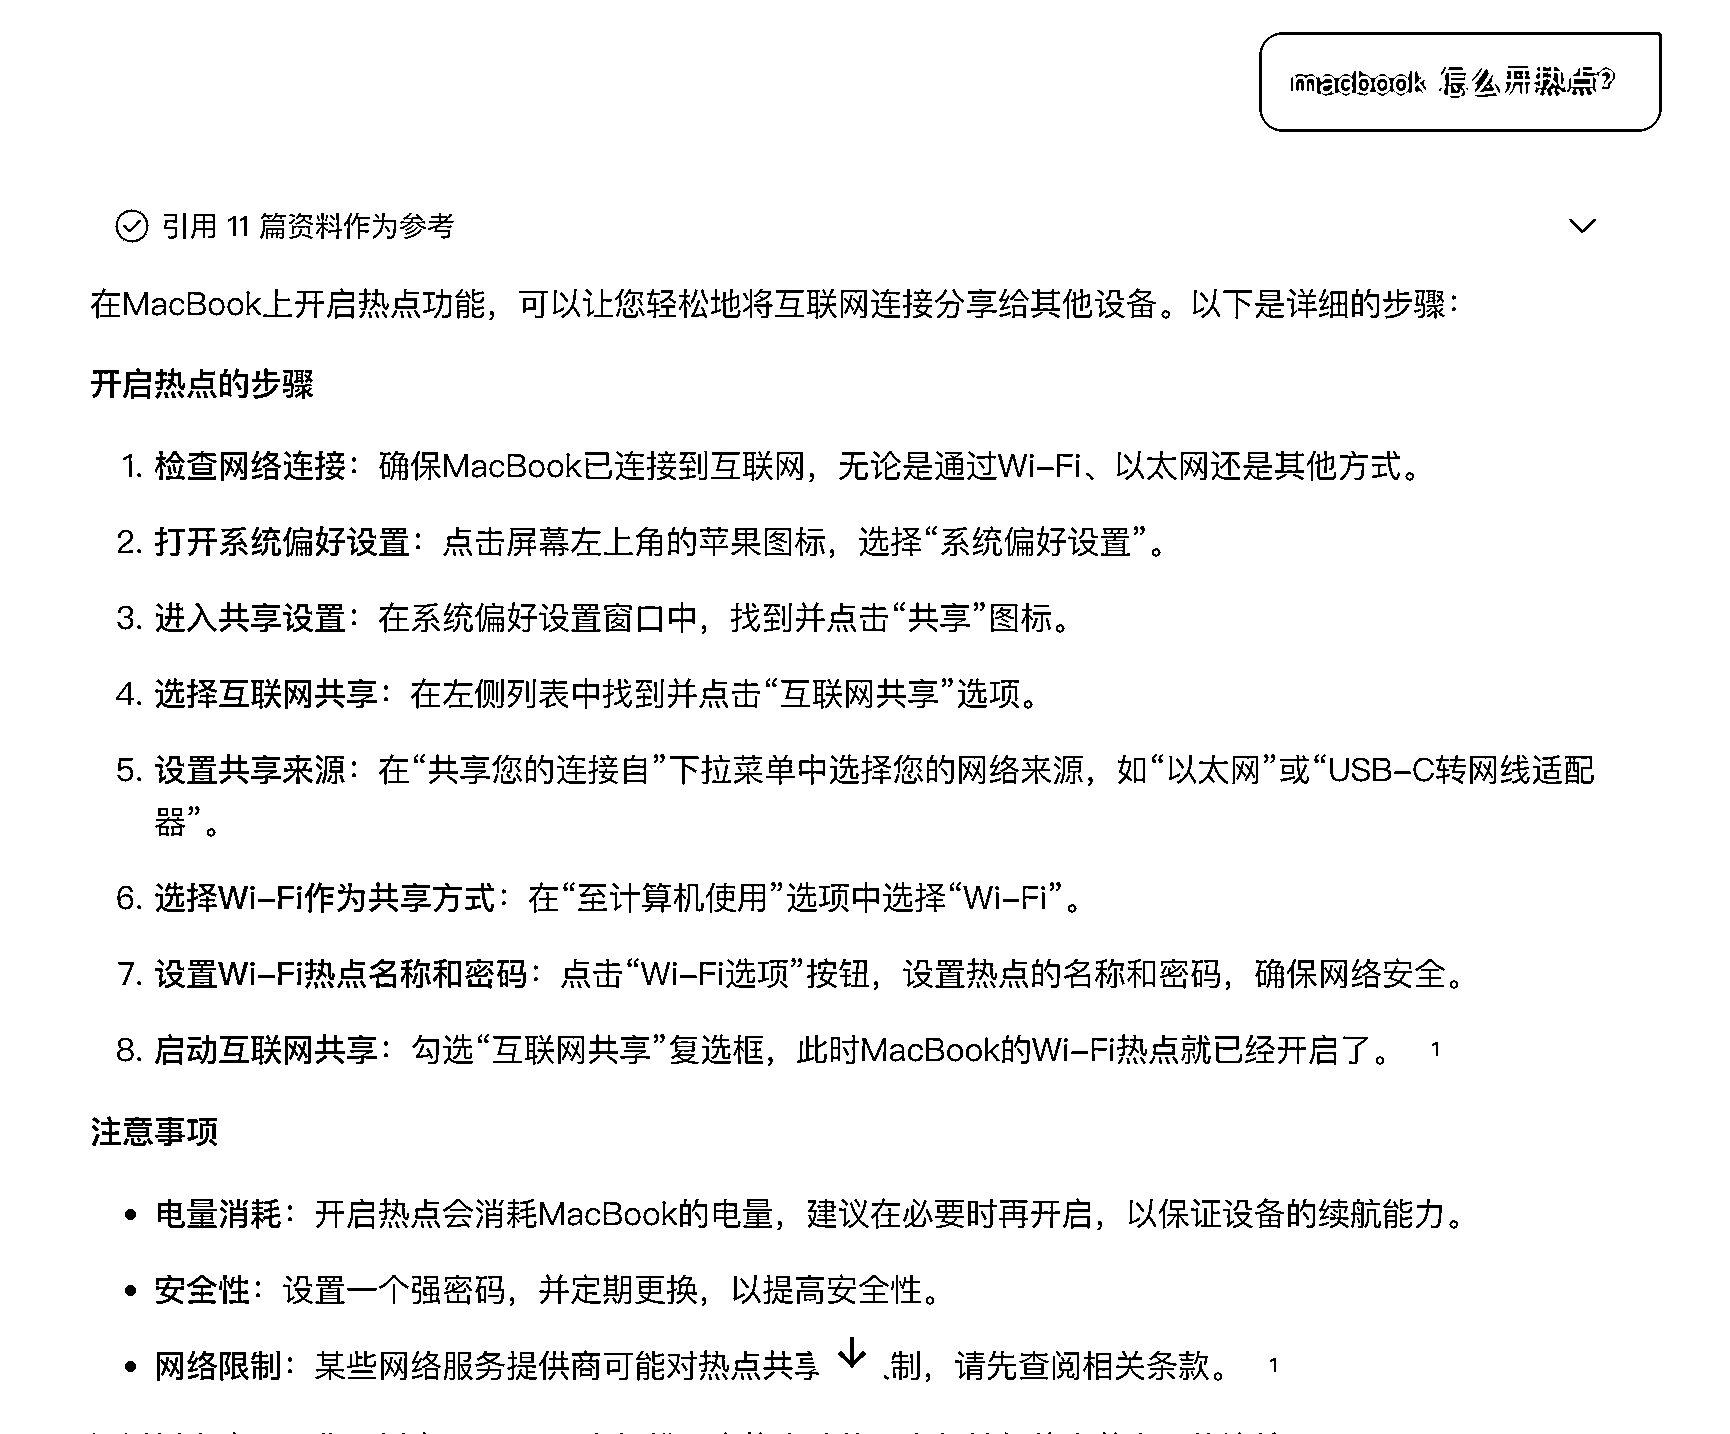 macbook 怎么开热点？
引用 11 篇资料作为参考
在MacBook上开启热点功能，可以让您轻松地将互联网连接分享给其他设备。以下是详细的步骤：
开启热点的步骤
1. 检查网络连接：确保MacBook已连接到互联网，无论是通过Wi-Fi、以太网还是其他方式。
2. 打开系统偏好设置：点击屏幕左上角的苹果图标，选择“系统偏好设置”。
3. 进入共享设置：在系统偏好设置窗口中，找到并点击“共享”图标。
4. 选择互联网共享：在左侧列表中找到并点击“互联网共享”选项。
5. 设置共享来源：在“共享您的连接自”下拉菜单中选择您的网络来源，如“以太网”或“USB-C转网线适配
器”。
6. 选择Wi-Fi作为共享方式：在“至计算机使用”选项中选择“Wi-Fi”。
7. 设置Wi-Fi热点名称和密码：点击“Wi-Fi选项”按钮，设置热点的名称和密码，确保网络安全。
8. 启动互联网共享：勾选“互联网共享”复选框，此时MacBook的Wi-Fi热点就已经开启了。 1
注意事项
• 电量消耗：开启热点会消耗MacBook的电量，建议在必要时再开启，以保证设备的续航能力。
• 安全性：设置一个强密码，并定期更换，以提高安全性。
• 网络限制：某些网络服务提供商可能对热点共享 制，请先查阅相关条款。 1